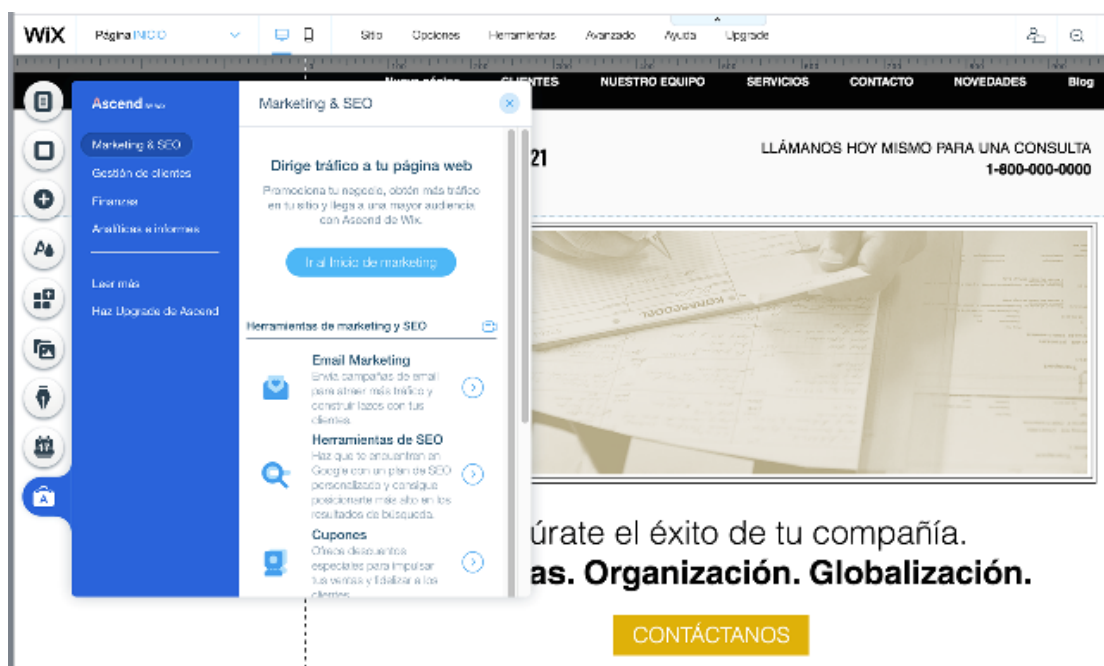 WiX
Página INICIO
Sitio
Opciones
Herramientas
Avanzado
Ayuda
Upgrade
CLIENTES
NUESTRO EQUIPO
SERVICIOS
CONTACTO
NOVEDADES
Blog
Ascend
Marketing & SEO
Gestión de clientes
Finanzas
Analíticas e informes
Leer más
Haz Upgrade de Ascend
Marketing & SEO
Dirige tráfico a tu página web
Promociona tu negocio, obtén más tráfico
en tu sitio y llega a una mayor audiencia
con Ascend de Wix.
Ir al Inicio de marketing
Herramientas de marketing y SEO
Email Marketing
Envía campañas de email
para atraer más tráfico y
construir lazos con tus
clientes.
Herramientas de SEO
Haz que te encuentren en
Google con un plan de SEO
personalizado y consigue
posicionarte más alto en los
resultados de búsqueda.
Cupones
Ofrece descuentos
especiales para impulsar
tus ventas y fidelizar a los
clientes.
21
LLÁMANOS HOY MISMO PARA UNA CONSULTA
1-800-000-0000
úrate el éxito de tu compañía.
as. Organización. Globalización.
CONTÁCTANOS